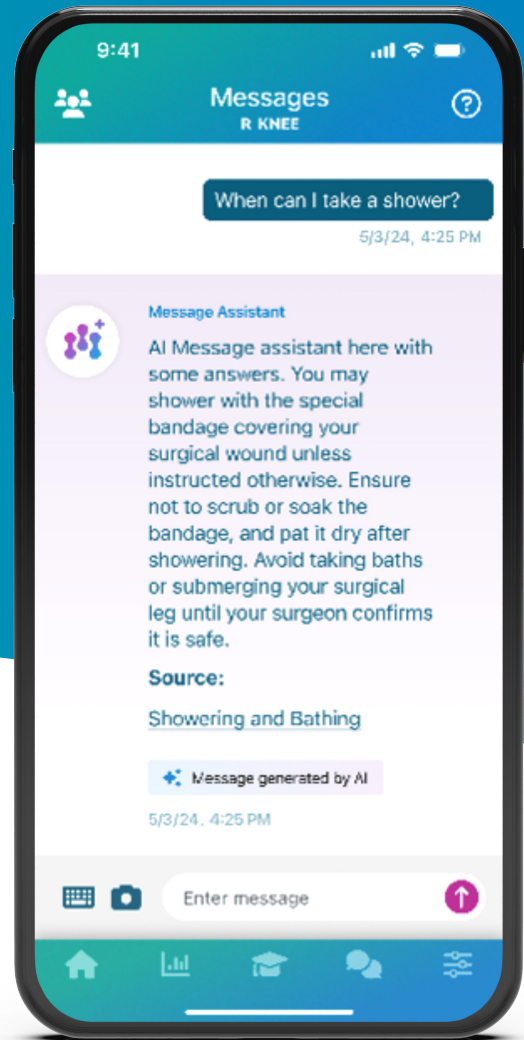 9:41
Messages
R KNEE
When can I take a shower?
5/3/24, 4:25 PM
Message Assistant
AI Message assistant here with
some answers. You may
shower with the special
bandage covering your
surgical wound unless
instructed otherwise. Ensure
not to scrub or soak the
bandage, and pat it dry after
showering. Avoid taking baths
or submerging your surgical
leg until your surgeon confirms
it is safe.
Source:
Showering and Bathing
Message generated by AI
5/3/24, 4:25 PM
Enter message